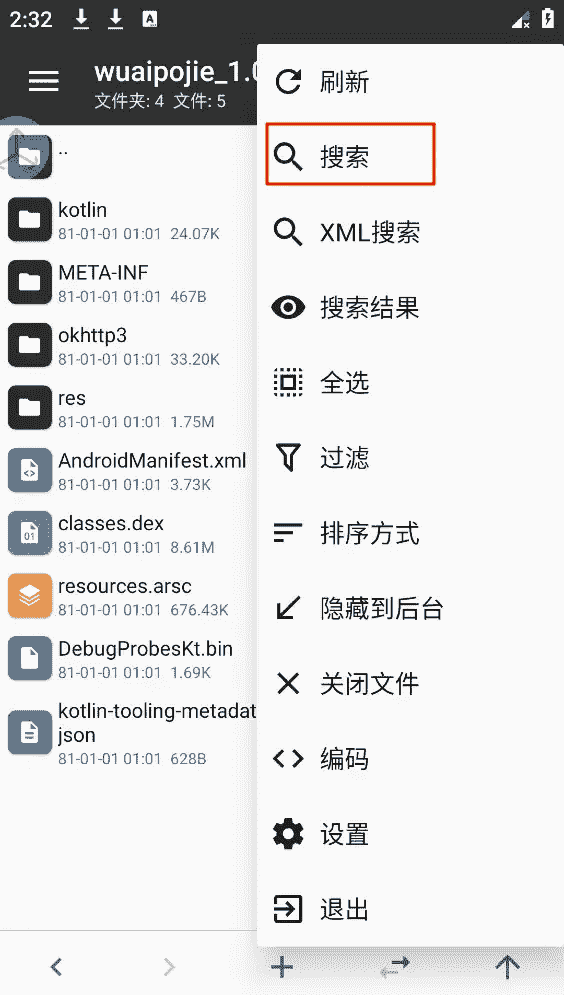 2:32
A
wuaipojie_1.0
文件夹: 4 文件: 5
..
kotlin
81-01-01 01:01 24.07K
META-INF
81-01-01 01:01 467B
okhttp3
81-01-01 01:01 33.20K
res
81-01-01 01:01 1.75M
AndroidManifest.xml
81-01-01 01:01 3.73K
classes.dex
81-01-01 01:01 8.61M
resources.arsc
81-01-01 01:01 676.43K
DebugProbesKt.bin
81-01-01 01:01 1.69K
kotlin-tooling-metadat
json
81-01-01 01:01 628B
刷新
搜索
XML搜索
搜索结果
全选
过滤
排序方式
隐藏到后台
关闭文件
编码
设置
退出